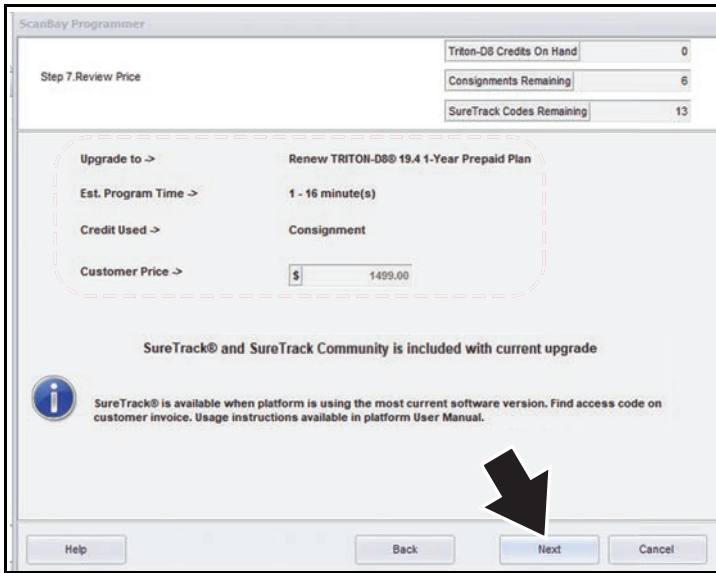 ScanBay Programmer
Triton-D8 Credits On Hand 0
Step 7.Review Price
Consignments Remaining 6
SureTrack Codes Remaining 13
Upgrade to -> Renew TRITON-D8® 19.4 1-Year Prepaid Plan
Est. Program Time -> 1 - 16 minute(s)
Credit Used -> Consignment
Customer Price -> $ 1499.00
SureTrack® and SureTrack Community is included with current upgrade
SureTrack® is available when platform is using the most current software version. Find access code on
customer invoice. Usage instructions available in platform User Manual.
Help Back Next Cancel